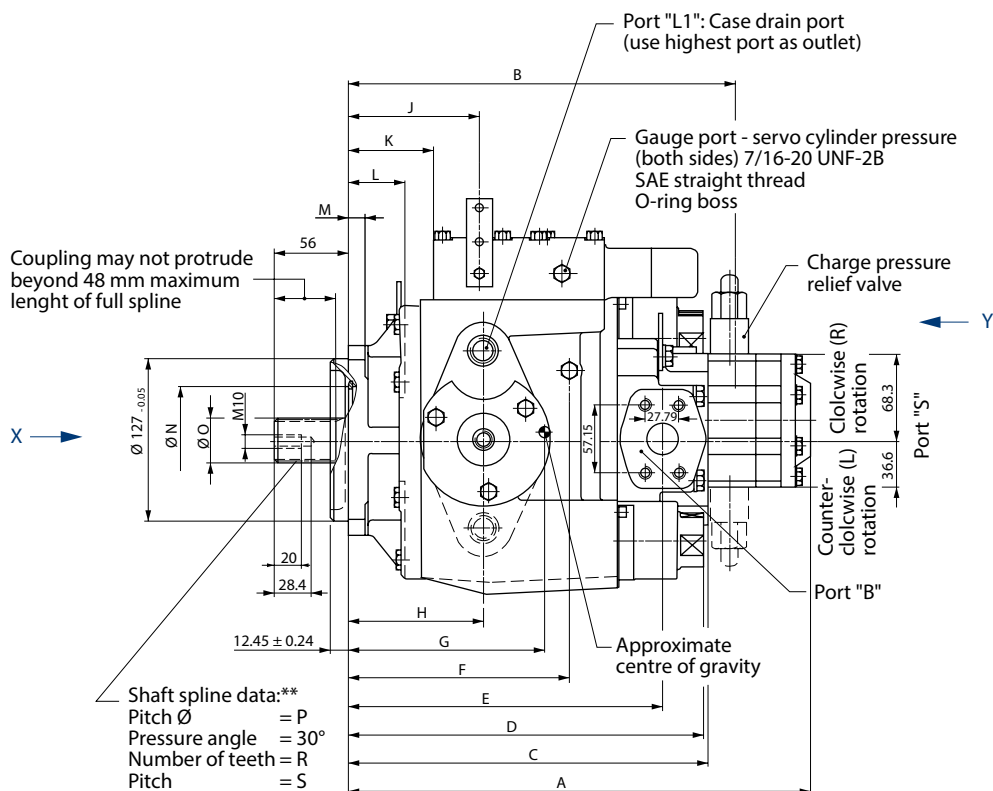 Port "L1": Case drain port
(use highest port as outlet)
B
J
K
L
M
56
Gauge port - servo cylinder pressure
(both sides) 7/16-20 UNF-2B
SAE straight thread
O-ring boss
Coupling may not protrude
beyond 48 mm maximum
lenght of full spline
Charge pressure
relief valve
Y
X
Ø 127 -0.05
Ø N
Ø O
M10
57.15
27.79
Clolcwise (R)
rotation
68.3
Port "S"
36.6
Counter-
clolcwise (L)
rotation
20
28.4
Port "B"
H
12.45 ± 0.24
G
Approximate
centre of gravity
F
E
Shaft spline data:**
Pitch Ø = P
Pressure angle = 30°
Number of teeth = R
Pitch = S
D
C
A